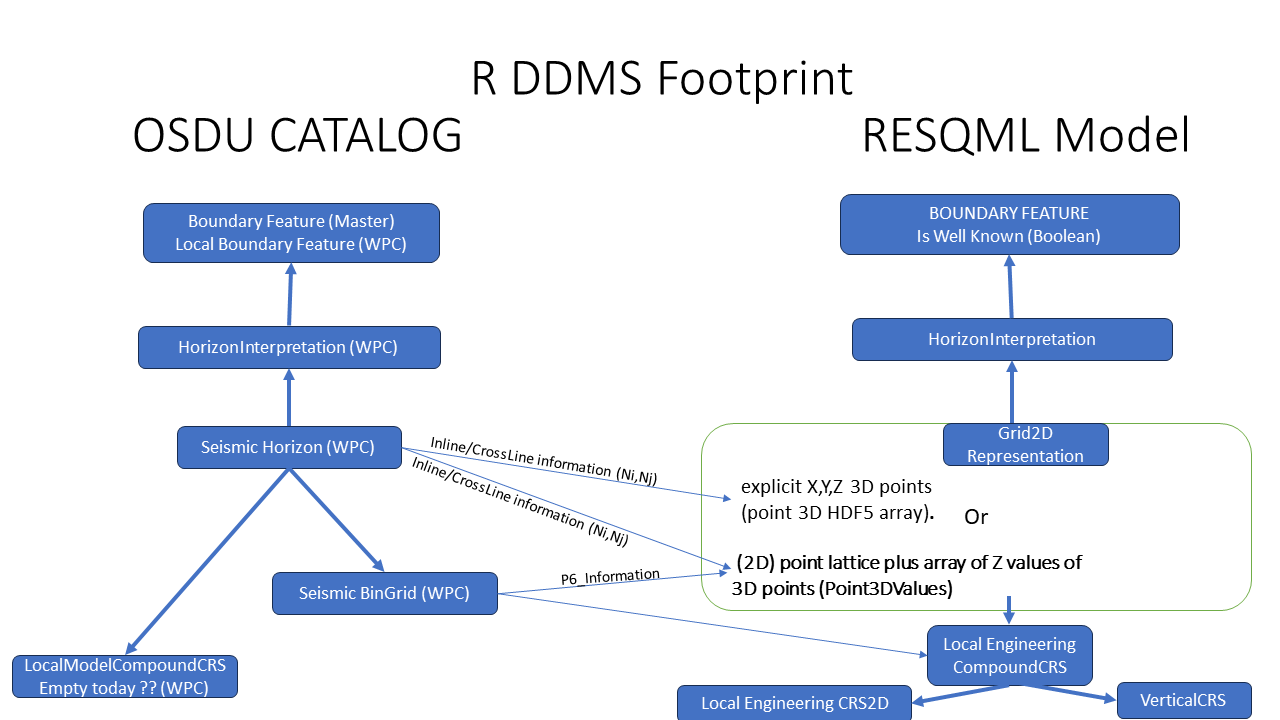 R DDMS Footprint
OSDU CATALOG
RESQML Model
Boundary Feature (Master)
Local Boundary Feature (WPC)
BOUNDARY FEATURE
Is Well Known (Boolean)
HorizonInterpretation (WPC)
HorizonInterpretation
Seismic Horizon (WPC)
Inline/CrossLine information (Ni,Nj)
Inline/CrossLine information (Ni,Nj)
Grid2D
Representation
explicit X,Y,Z 3D points
(point 3D HDF5 array).
Or
(2D) point lattice plus array of Z values of
3D points (Point3DValues)
Seismic BinGrid (WPC)
P6_Information
Local Engineering
CompoundCRS
LocalModelCompoundCRS
Empty today ?? (WPC)
Local Engineering CRS2D
VerticalCRS